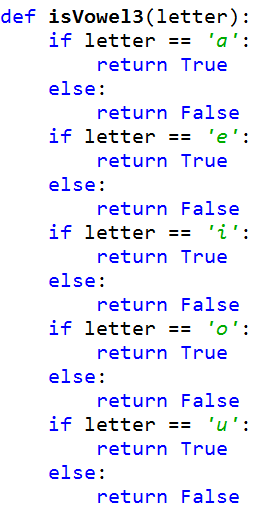 def isVowel3(letter):
    if letter == 'a':
        return True
    else:
        return False
    if letter == 'e':
        return True
    else:
        return False
    if letter == 'i':
        return True
    else:
        return False
    if letter == 'o':
        return True
    else:
        return False
    if letter == 'u':
        return True
    else:
        return False